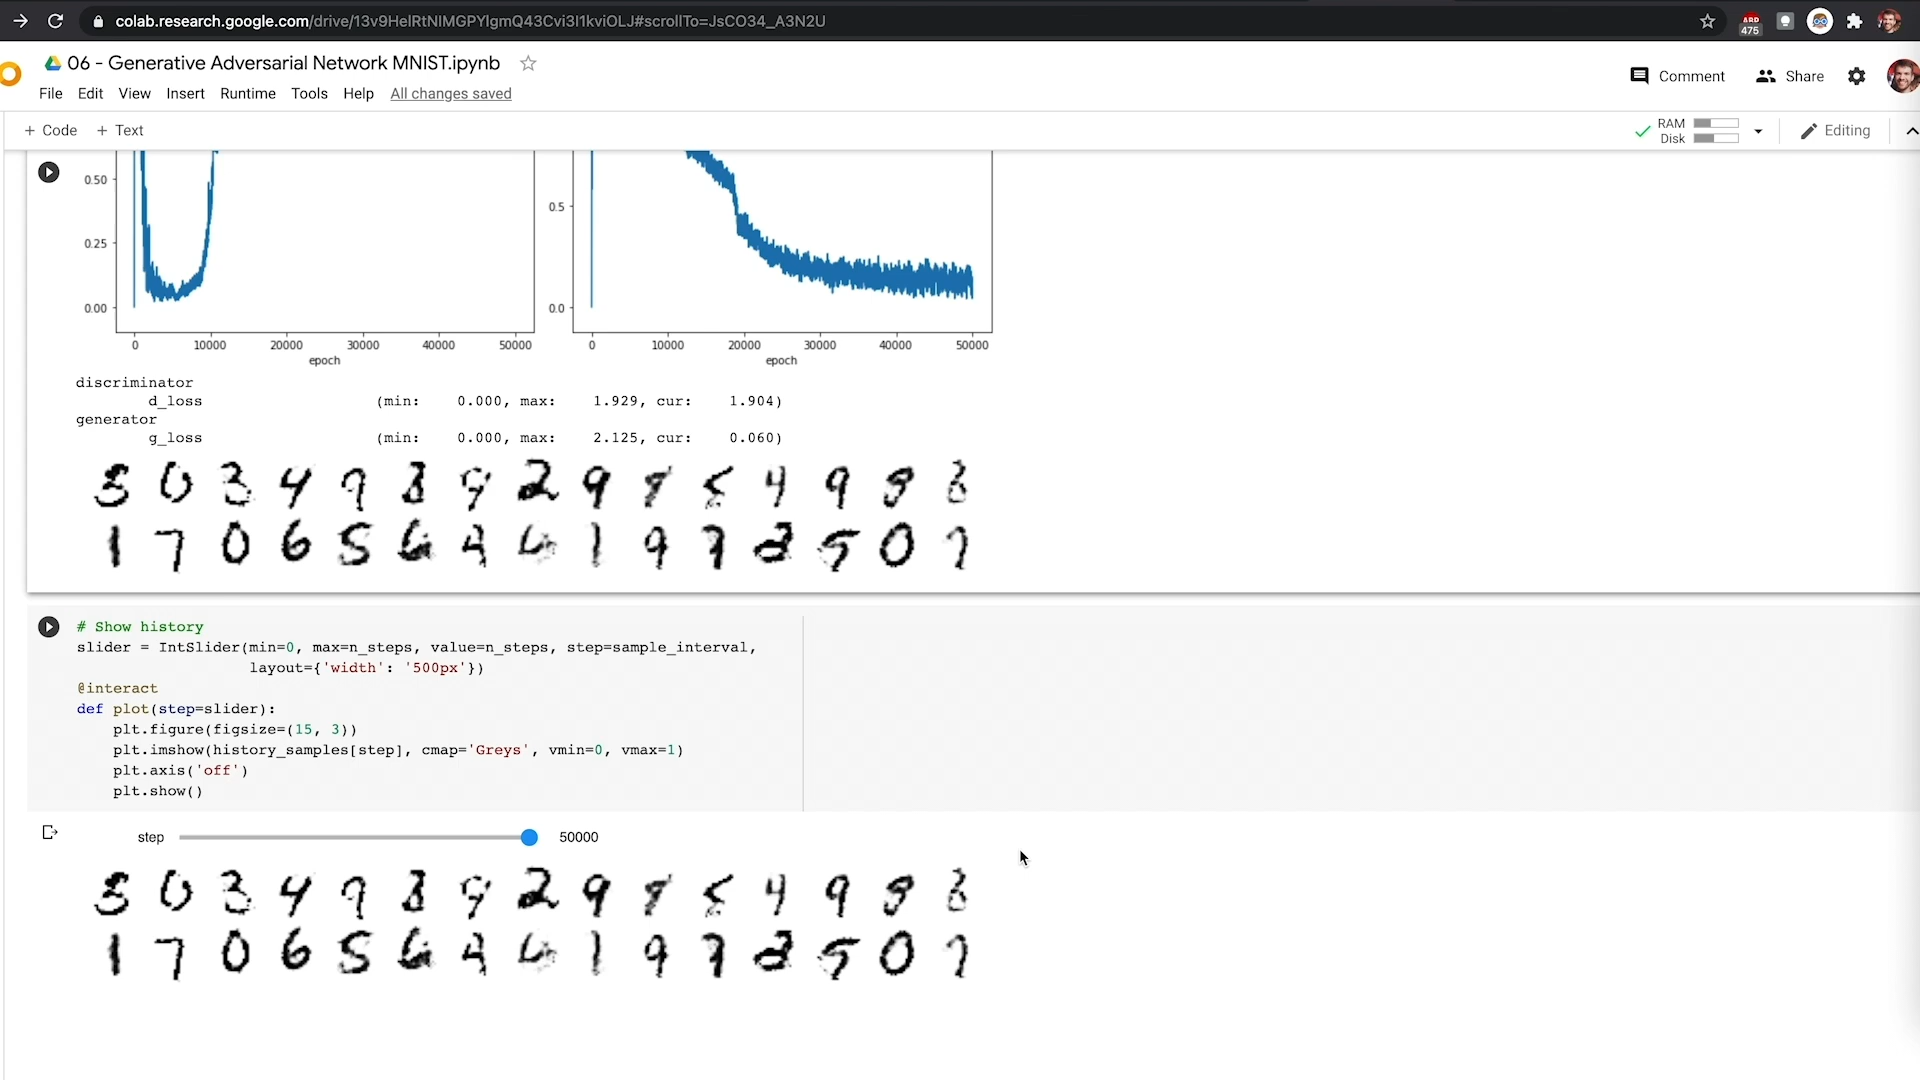 colab.research.google.com/drive/13v9HelRtNIMGPYlgmQ43Cvi3I1kviOLJ#scrollTo=JsCO34_A3N2U
ABP
475
06 - Generative Adversarial Network MNIST.ipynb
Comment
Share
File Edit View Insert Runtime Tools Help All changes saved
+ Code + Text
RAM
Disk
Editing
0.50
0.25
0.00
0 10000 20000 30000 40000 50000
epoch
0.5
0.0
0 10000 20000 30000 40000 50000
epoch
discriminator
d_loss (min: 0.000, max: 1.929, cur: 1.904)
generator
g_loss (min: 0.000, max: 2.125, cur: 0.060)
# Show history
slider = IntSlider(min=0, max=n_steps, value=n_steps, step=sample_interval,
layout={'width': '500px'})
@interact
def plot(step=slider):
plt.figure(figsize=(15, 3))
plt.imshow(history_samples[step], cmap='Greys', vmin=0, vmax=1)
plt.axis('off')
plt.show()
step 50000